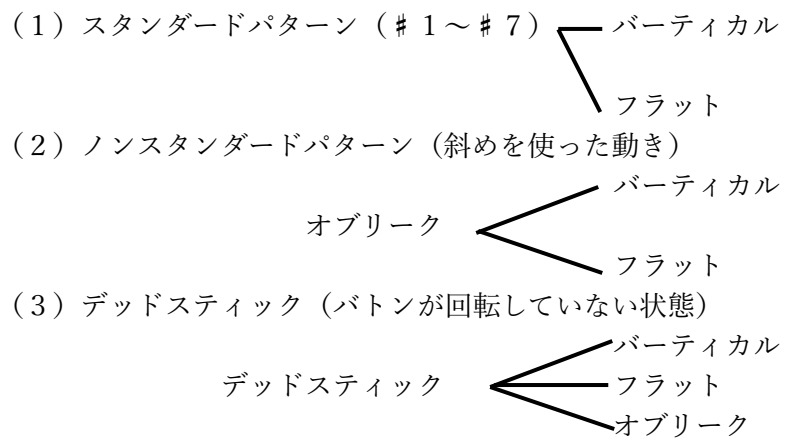 （１）スタンダードパターン（♯１～♯７） バーティカル
フラット
（２）ノンスタンダードパターン（斜めを使った動き）
バーティカル
オブリーク
フラット
（３）デッドスティック（バトンが回転していない状態）
バーティカル
デッドスティック フラット
オブリーク